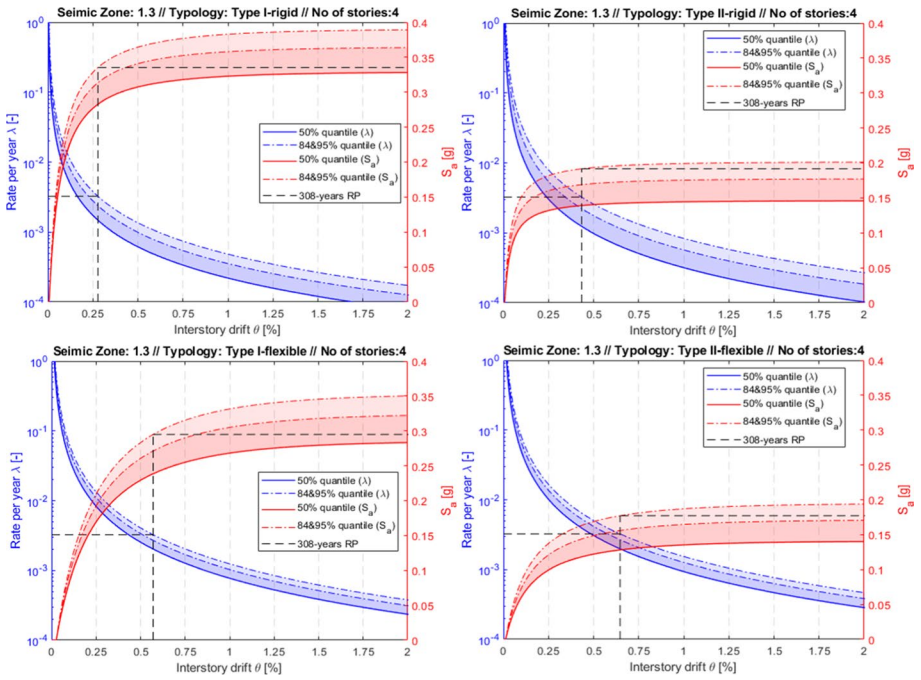 Seimic Zone: 1.3 // Typology: Type I-rigid // No of stories:4
10^0
10^-1
10^-2
10^-3
10^-4
Rate per year λ [-]
0 0.25 0.5 0.75 1 1.25 1.5 1.75 2
Interstory drift θ [%]
0.4
0.35
0.3
0.25
0.2
0.15
0.1
0.05
0
S_a [g]
50% quantile (λ)
84&95% quantile (λ)
50% quantile (S_a)
84&95% quantile (S_a)
308-years RP
Seimic Zone: 1.3 // Typology: Type II-rigid // No of stories:4
10^0
10^-1
10^-2
10^-3
10^-4
Rate per year λ [-]
0 0.25 0.5 0.75 1 1.25 1.5 1.75 2
Interstory drift θ [%]
0.4
0.35
0.3
0.25
0.2
0.15
0.1
0.05
0
S_a [g]
50% quantile (λ)
84&95% quantile (λ)
50% quantile (S_a)
84&95% quantile (S_a)
308-years RP
Seimic Zone: 1.3 // Typology: Type I-flexible // No of stories:4
10^0
10^-1
10^-2
10^-3
10^-4
Rate per year λ [-]
0 0.25 0.5 0.75 1 1.25 1.5 1.75 2
Interstory drift θ [%]
0.4
0.35
0.3
0.25
0.2
0.15
0.1
0.05
0
S_a [g]
50% quantile (λ)
84&95% quantile (λ)
50% quantile (S_a)
84&95% quantile (S_a)
308-years RP
Seimic Zone: 1.3 // Typology: Type II-flexible // No of stories:4
10^0
10^-1
10^-2
10^-3
10^-4
Rate per year λ [-]
0 0.25 0.5 0.75 1 1.25 1.5 1.75 2
Interstory drift θ [%]
0.4
0.35
0.3
0.25
0.2
0.15
0.1
0.05
0
S_a [g]
50% quantile (λ)
84&95% quantile (λ)
50% quantile (S_a)
84&95% quantile (S_a)
308-years RP